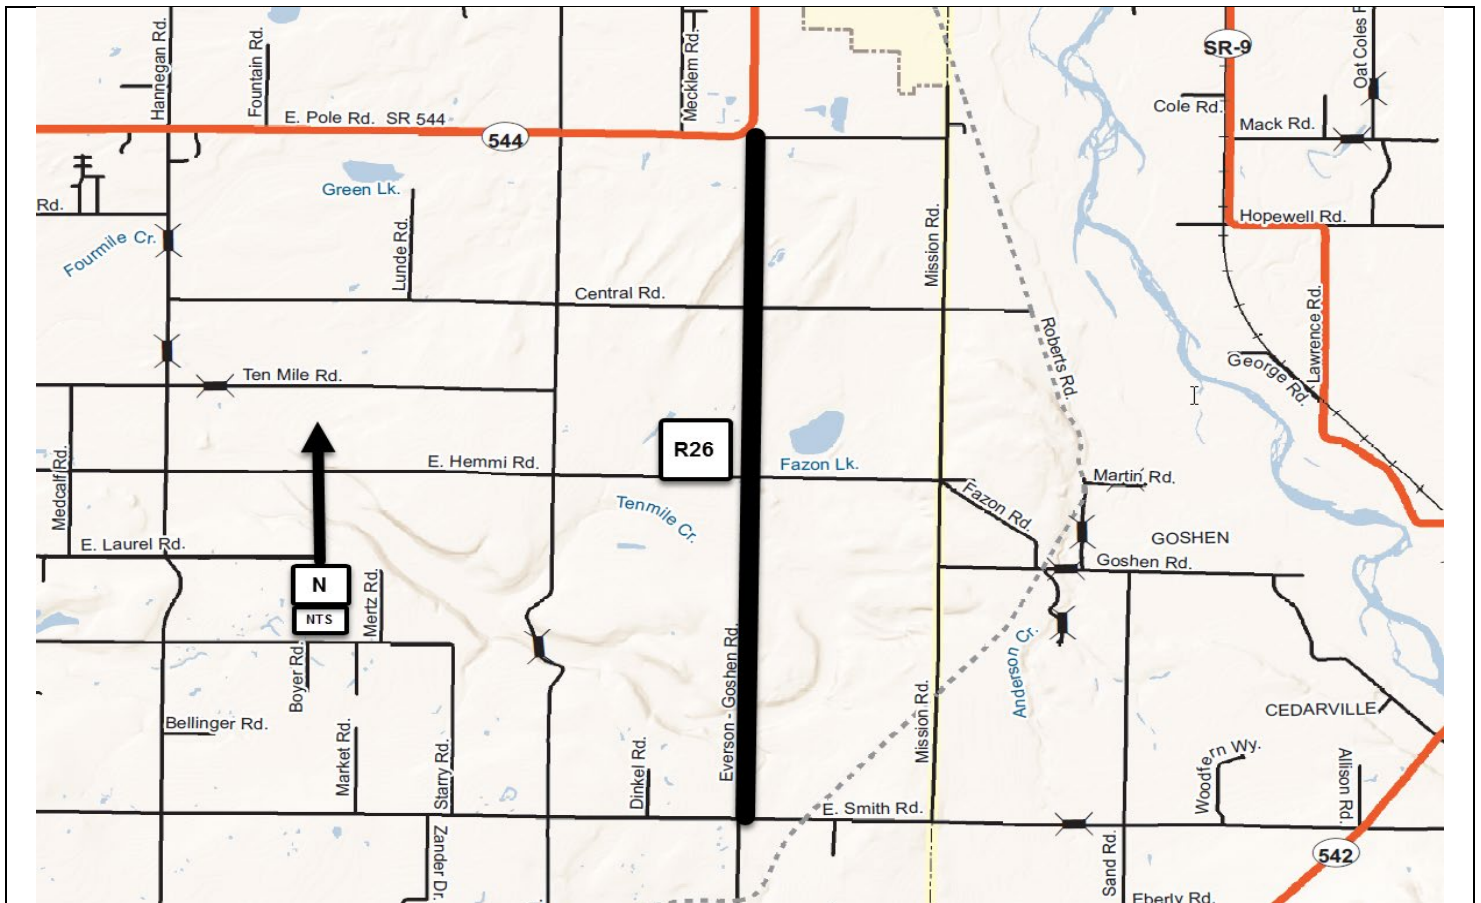 Hannegan Rd.
Fountain Rd.
Mecklem Rd.
SR-9
Oat Coles
Cole Rd.
Mack Rd.
E. Pole Rd. SR 544
544
Green Lk.
Rd.
Fourmile Cr.
Lunde Rd.
Mission Rd.
Hopewell Rd.
Central Rd.
Roberts Rd.
Lawrence Rd.
George Rd.
Ten Mile Rd.
R26
Medcalf Rd.
E. Hemmi Rd.
Fazon Lk.
Martin Rd.
Fazon Rd.
Tenmile Cr.
GOSHEN
E. Laurel Rd.
Goshen Rd.
N
NTS
Mertz Rd.
Boyer Rd.
Everson - Goshen Rd.
Anderson Cr.
Mission Rd.
CEDARVILLE
Bellinger Rd.
Market Rd.
Starry Rd.
Dinkel Rd.
Woodfern Wy.
Allison Rd.
E. Smith Rd.
Zander Dr.
Sand Rd.
542
Eberly Rd.